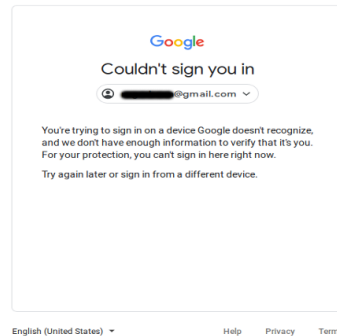 Google
Couldn't sign you in
@gmail.com
You're trying to sign in on a device Google doesn't recognize,
and we don't have enough information to verify that it's you.
For your protection, you can't sign in here right now.
Try again later or sign in from a different device.
English (United States) Help Privacy Term